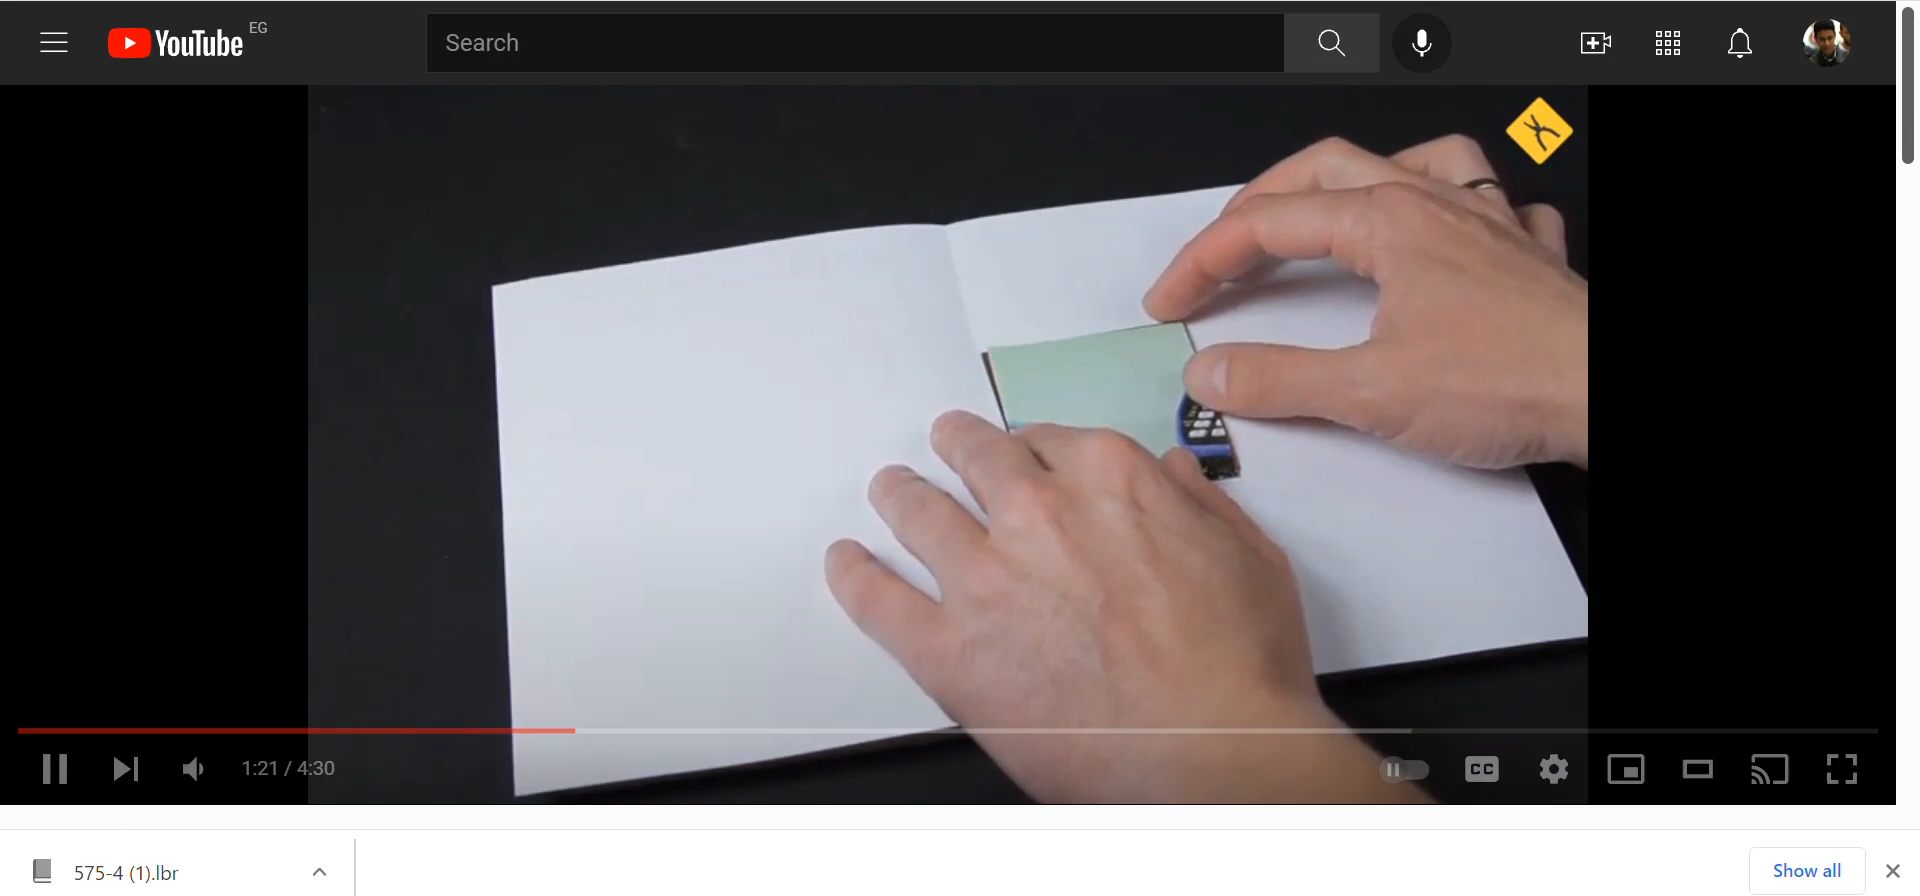 YouTube EG
Search
1:21 / 4:30
CC
575-4 (1).lbr
Show all